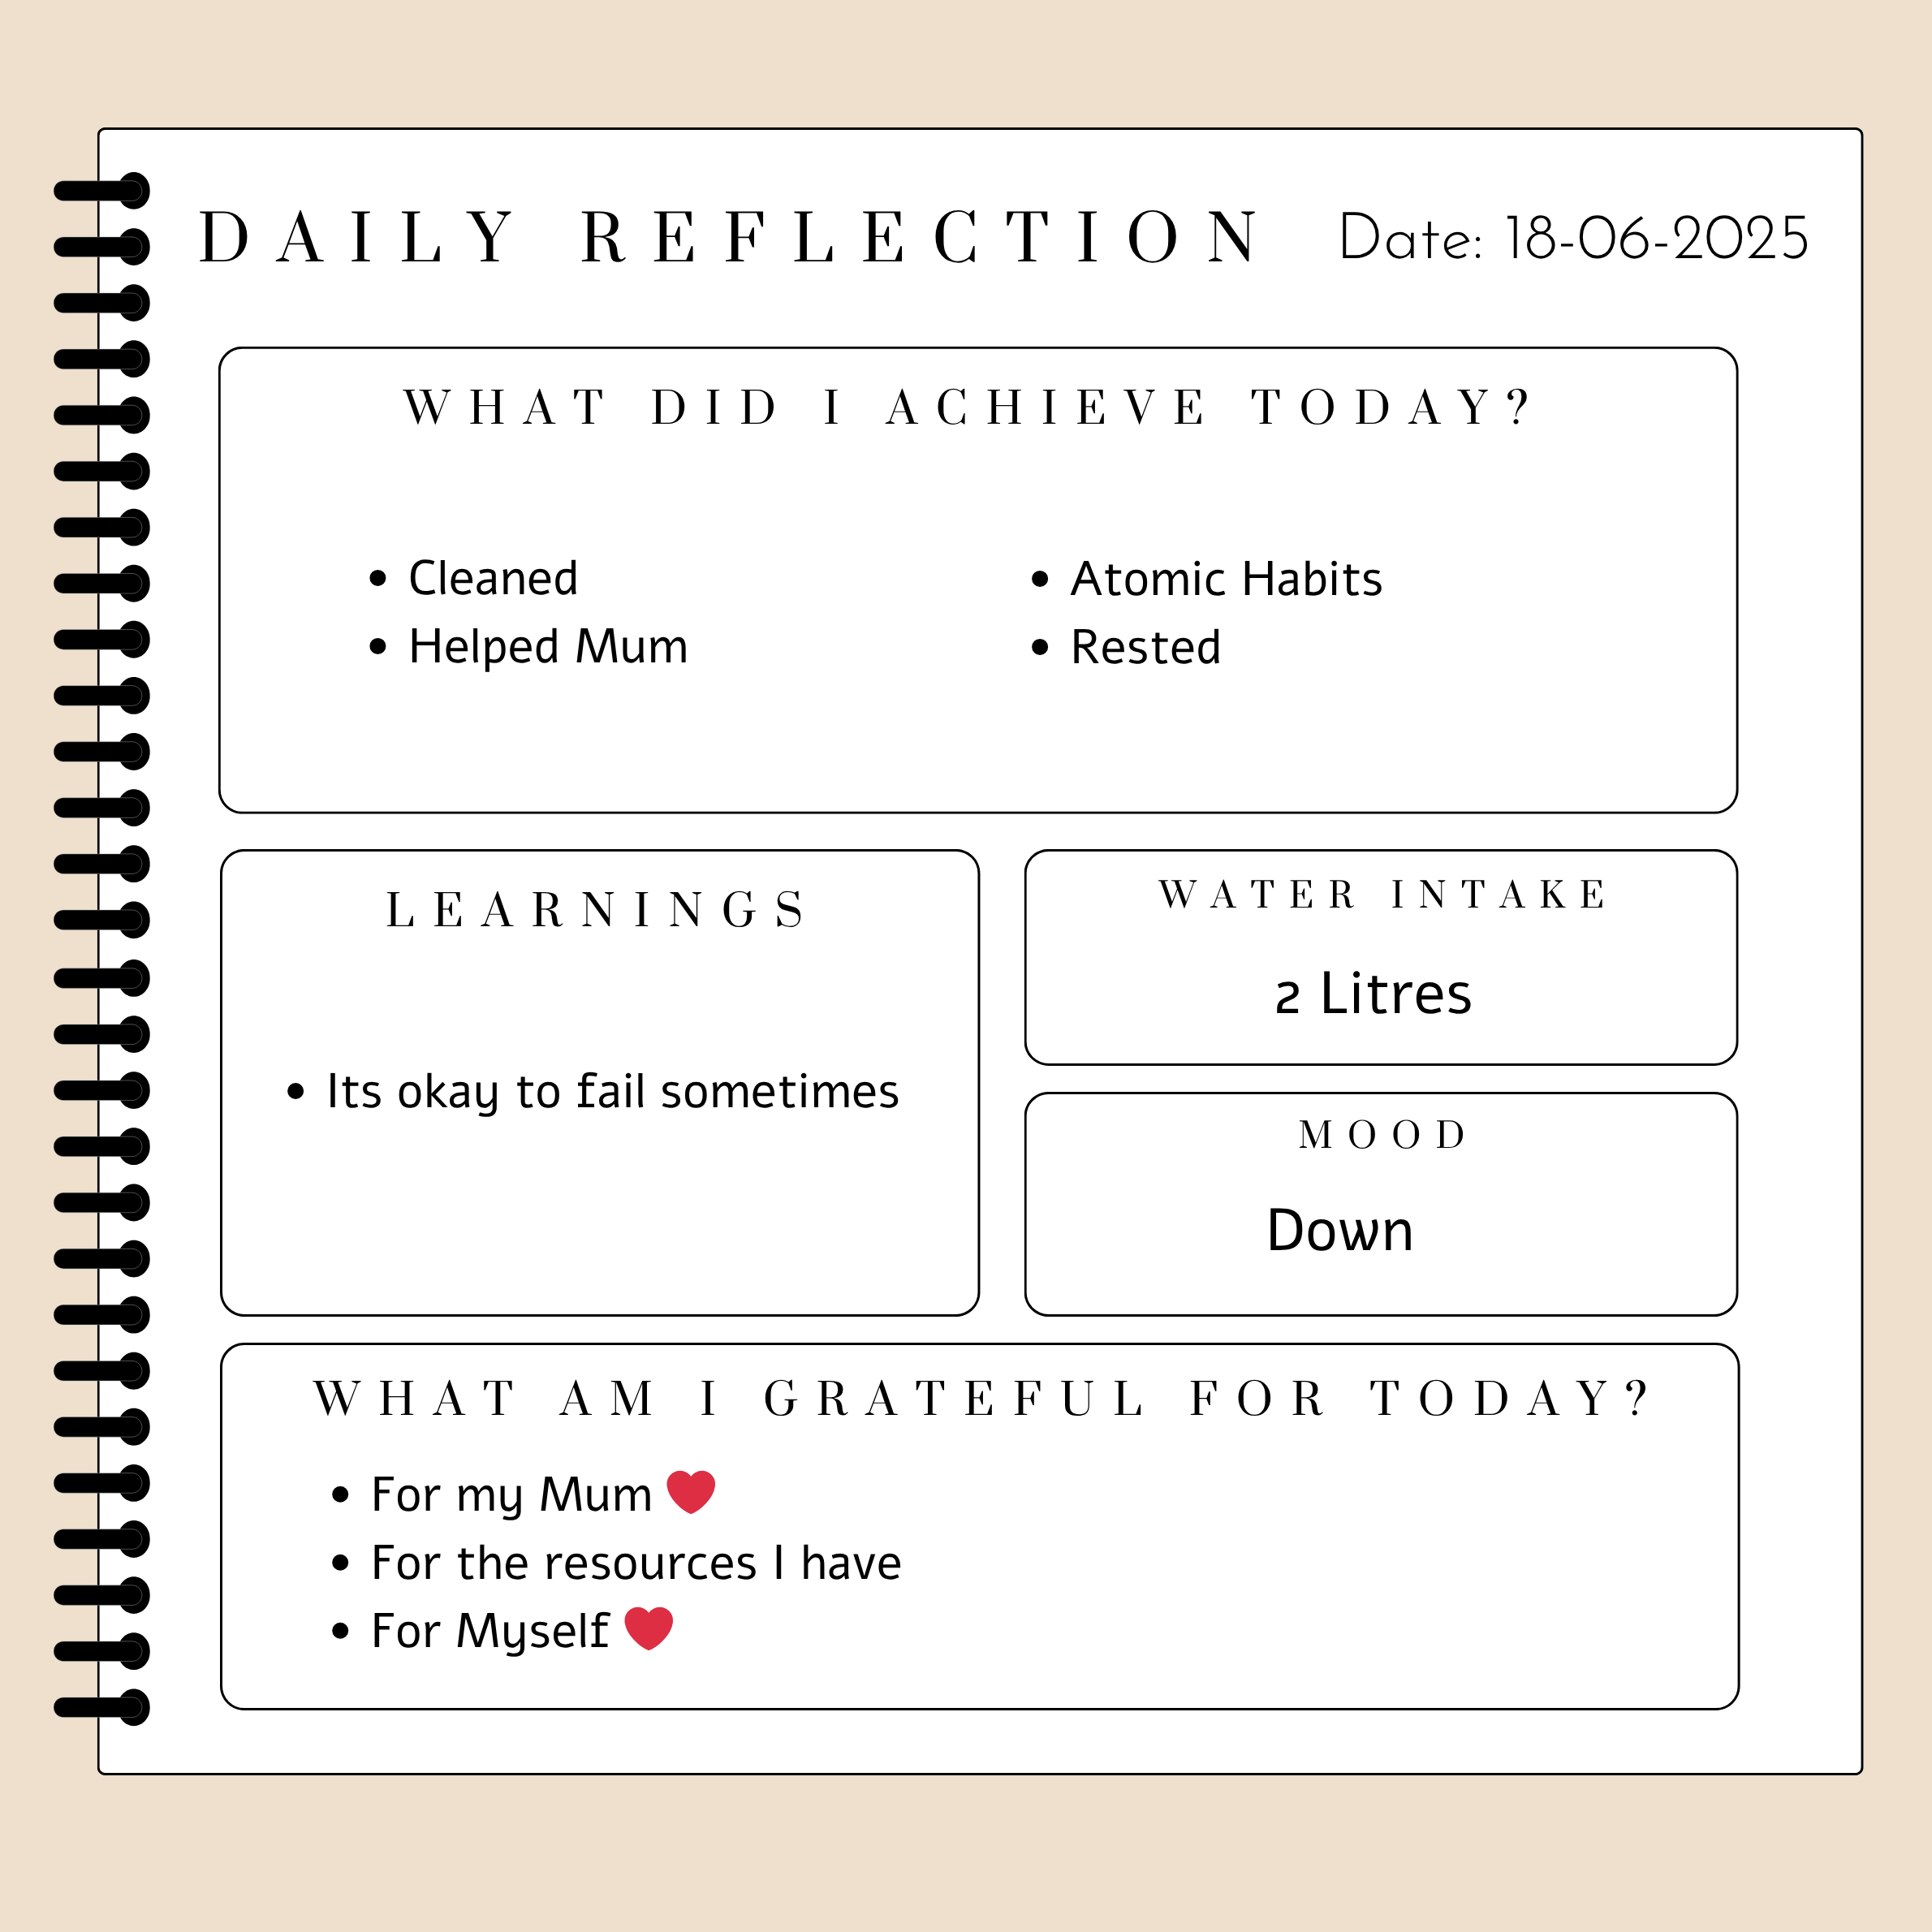 DAILY REFLECTION Date: 18-06-2025
WHAT DID I ACHIEVE TODAY?
• Cleaned
• Helped Mum
• Atomic Habits
• Rested
LEARNINGS
• Its okay to fail sometimes
WATER INTAKE
2 Litres
MOOD
Down
WHAT AM I GRATEFUL FOR TODAY?
• For my Mum ❤️
• For the resources I have
• For Myself ❤️